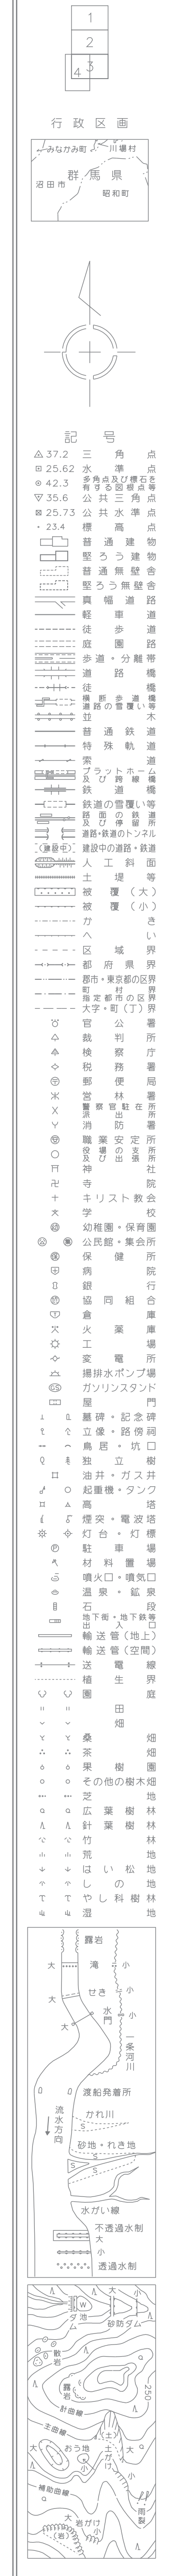 1
2
3
4
行政区画
みなかみ町
川場村
沼田市
群馬県
昭和町
記号
37.2 三角点
25.62 水準点
42.3 多角点及び標石を有する図根点等
35.6 公共三角点
25.73 公共水準点
23.4 標高点
普通建物
堅ろう建物
普通無壁舎
堅ろう無壁舎
真幅道路
軽車道
徒歩道
庭園路
歩道・分離帯
道路橋
徒橋
横断歩道橋
道路の雪覆い等
並木
普通鉄道
特殊軌道
索道
プラットホーム及び跨線橋
鉄道橋
鉄道の雪覆い等
路面の鉄道及び停留所
道路・鉄道のトンネル
(建設中) 建設中の道路・鉄道
人工斜面
土堤等
被覆(大)
被覆(小)
かき
へい
区域界
都府県界
郡市・東京都の区界
町村界
指定都市の区界
大字・町(丁)界
官公署
裁判所
検察庁
税務署
郵便局
営林署
警察官駐在所
派出所
消防署
職業安定所
役場の支所及び出張所
神社
寺院
キリスト教会
学校
幼稚園・保育園
公民館・集会所
保健所
病院
銀行
協同組合
倉庫
火薬庫
工場
変電所
揚排水ポンプ場
GS ガソリンスタンド
屋門
墓碑・記念碑
立像・路傍祠
鳥居・坑口
独立樹
油井・ガス井
起重機・タンク
高塔
煙突・電波塔
灯台・灯標
P 駐車場
材料置場
噴火口・噴気口
温泉・鉱泉
石段
地下街・地下鉄等出入口
輸送管(地上)
輸送管(空間)
送電線
植生界
園庭
田
畑
桑畑
茶畑
果樹園
その他の樹木畑
芝地
広葉樹林
針葉樹林
竹林
荒地
はい松地
しの地
やし科樹林
湿地
露岩
大 滝 小
せき 小
大
水門 小
大
一条河川
渡船発着所
流水方向
かれ川
S
砂地・れき地
S
S
S
水がい線
不透過水制
大
小
透過水制
大
小
W
池
ダム
砂防ダム
散岩
露岩
250
計曲線
主曲線
(土)
土がけ
大
おう地
小
大
小
補助曲線
雨裂
大
岩がけ
(岩)
小